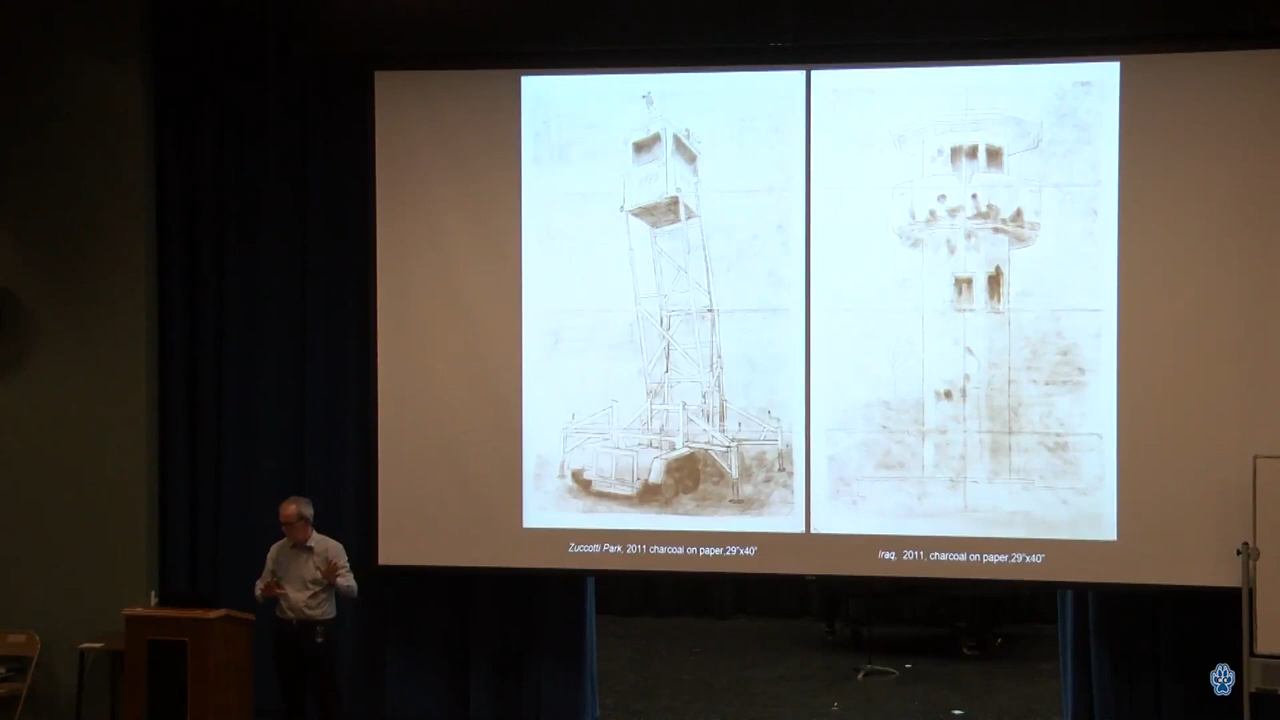 Zuccotti Park, 2011 charcoal on paper,29"x40"
Iraq, 2011, charcoal on paper,29"x40"